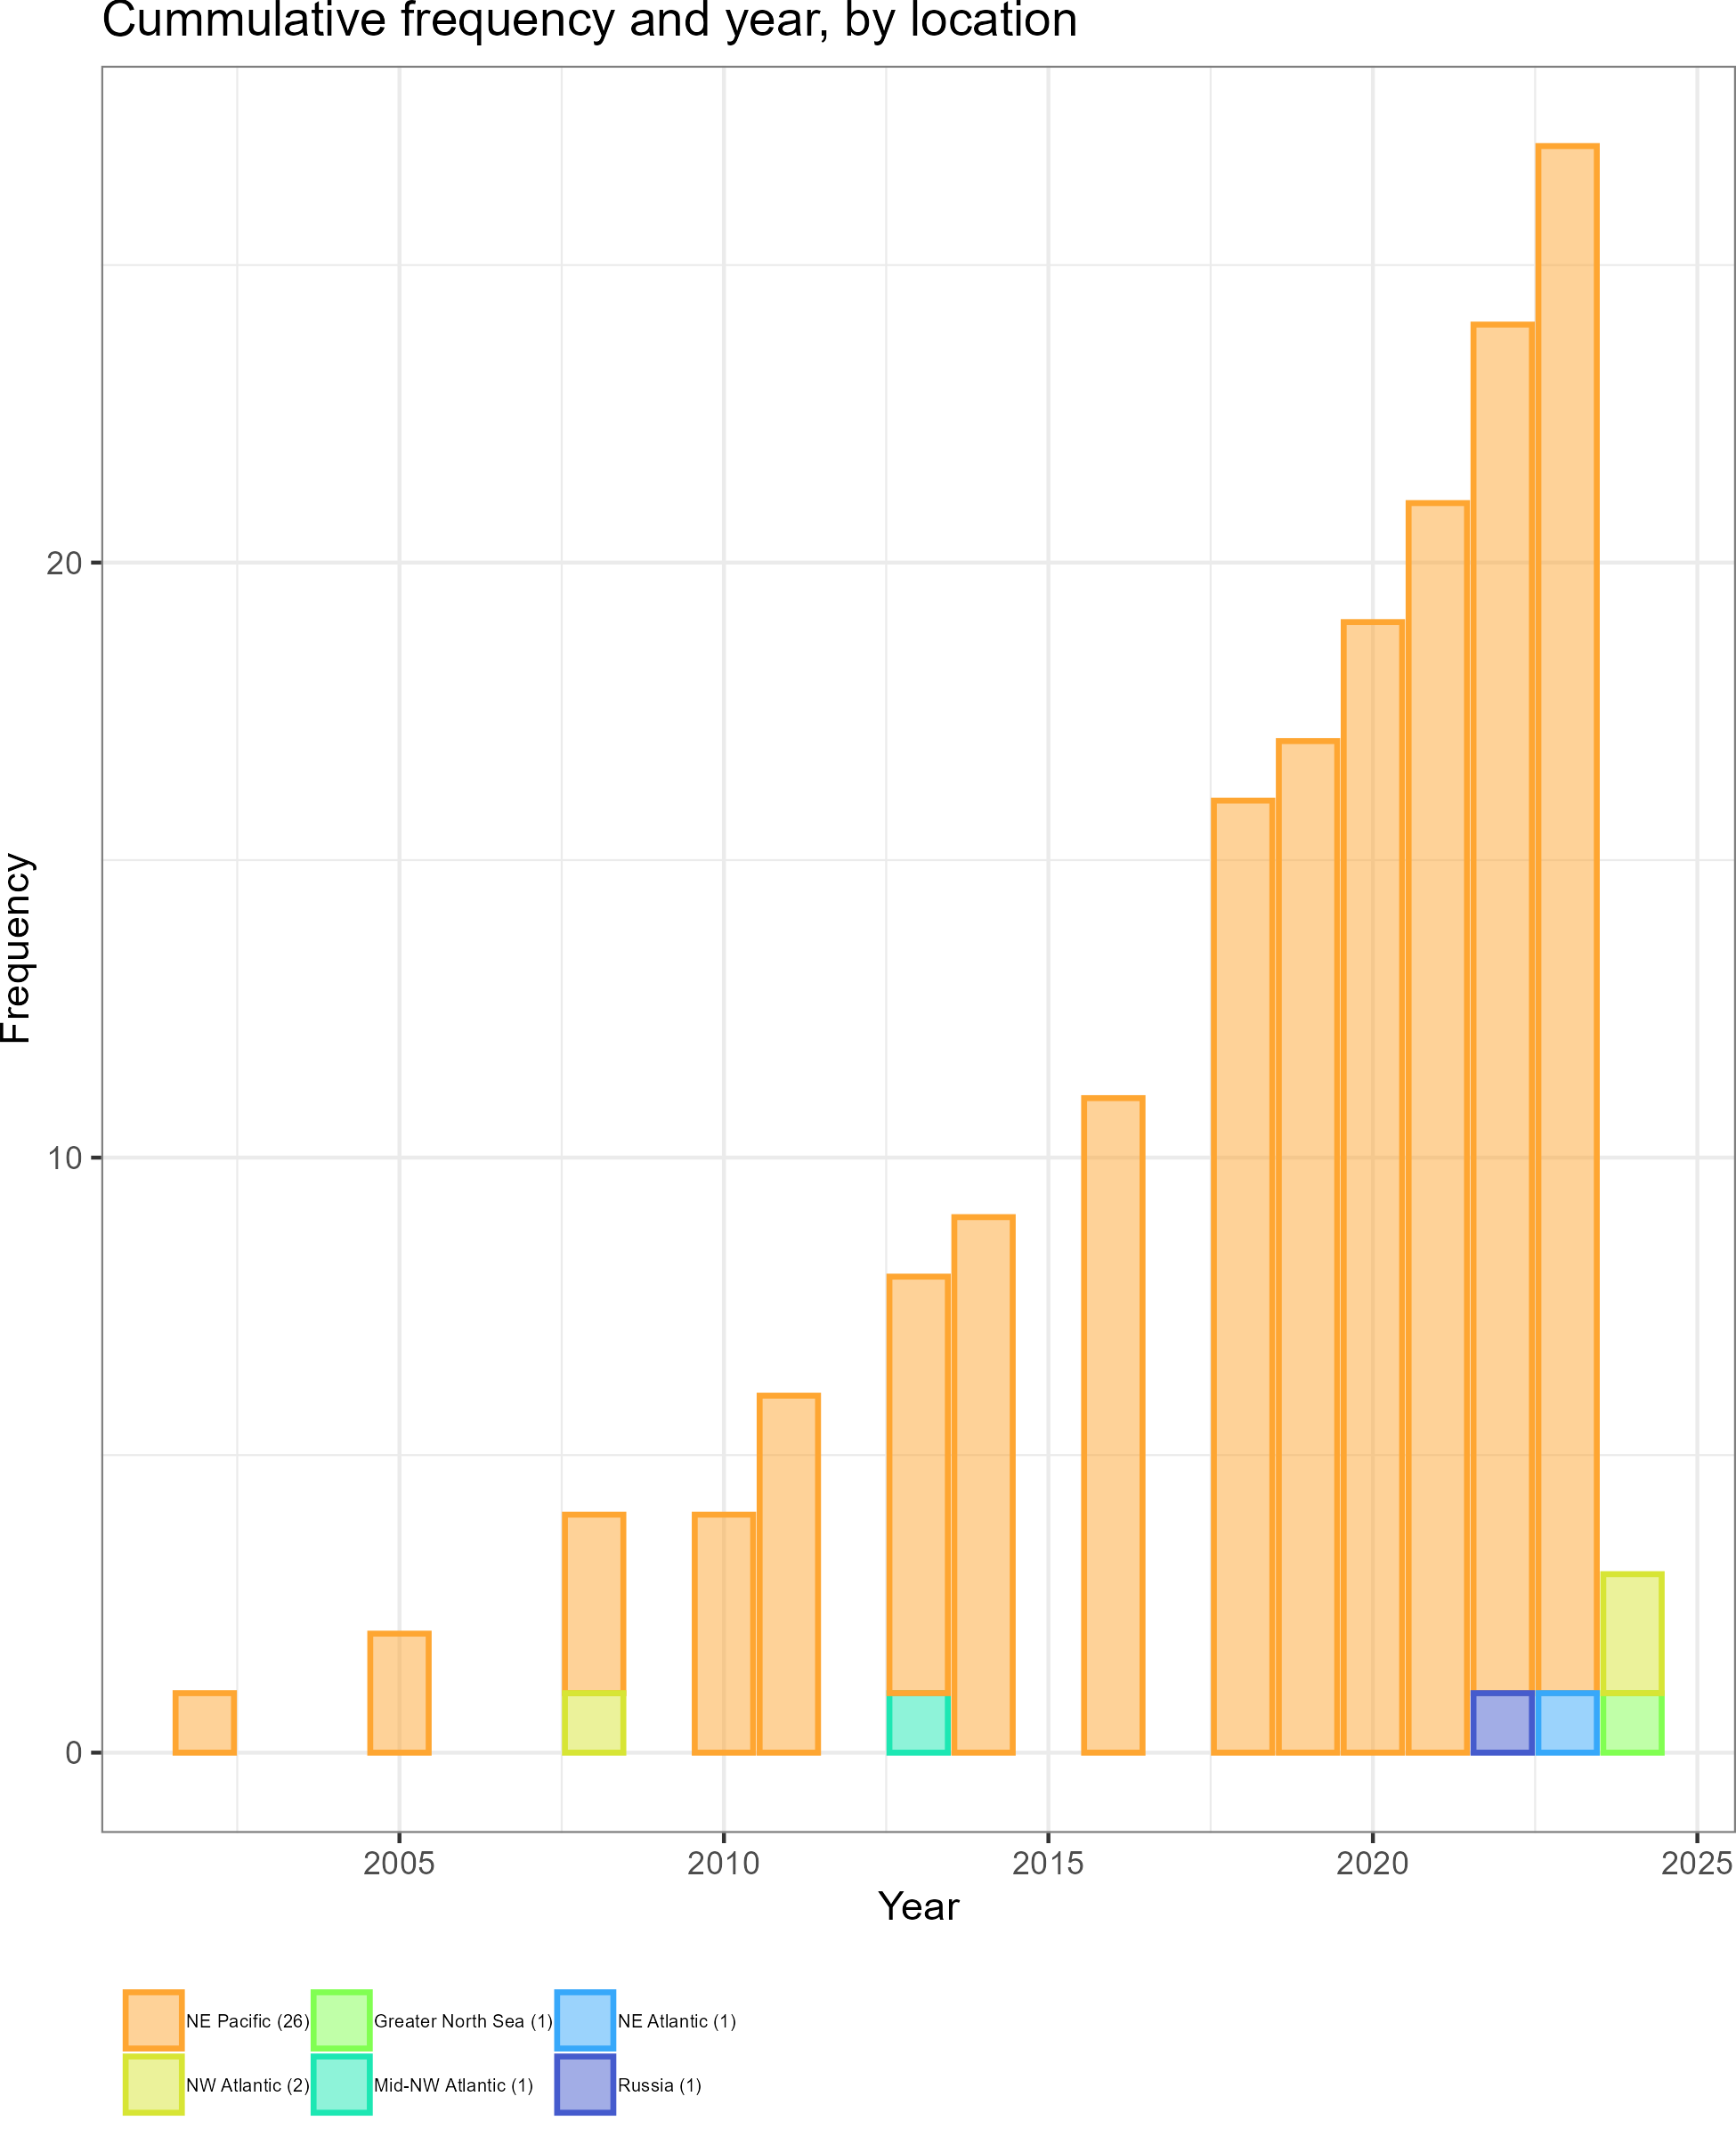 Cummulative frequency and year, by location
Frequency
20
10
0
2005 2010 2015 2020 2025
Year
NE Pacific (26) Greater North Sea (1) NE Atlantic (1)
NW Atlantic (2) Mid-NW Atlantic (1) Russia (1)